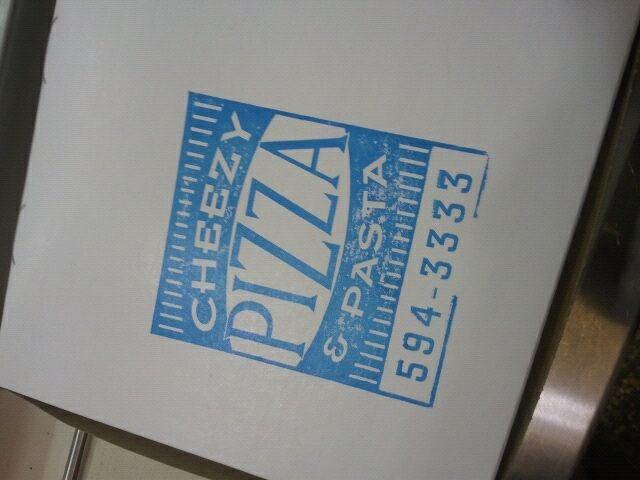 CHEEZY
PIZZA
& PASTA
594-3333